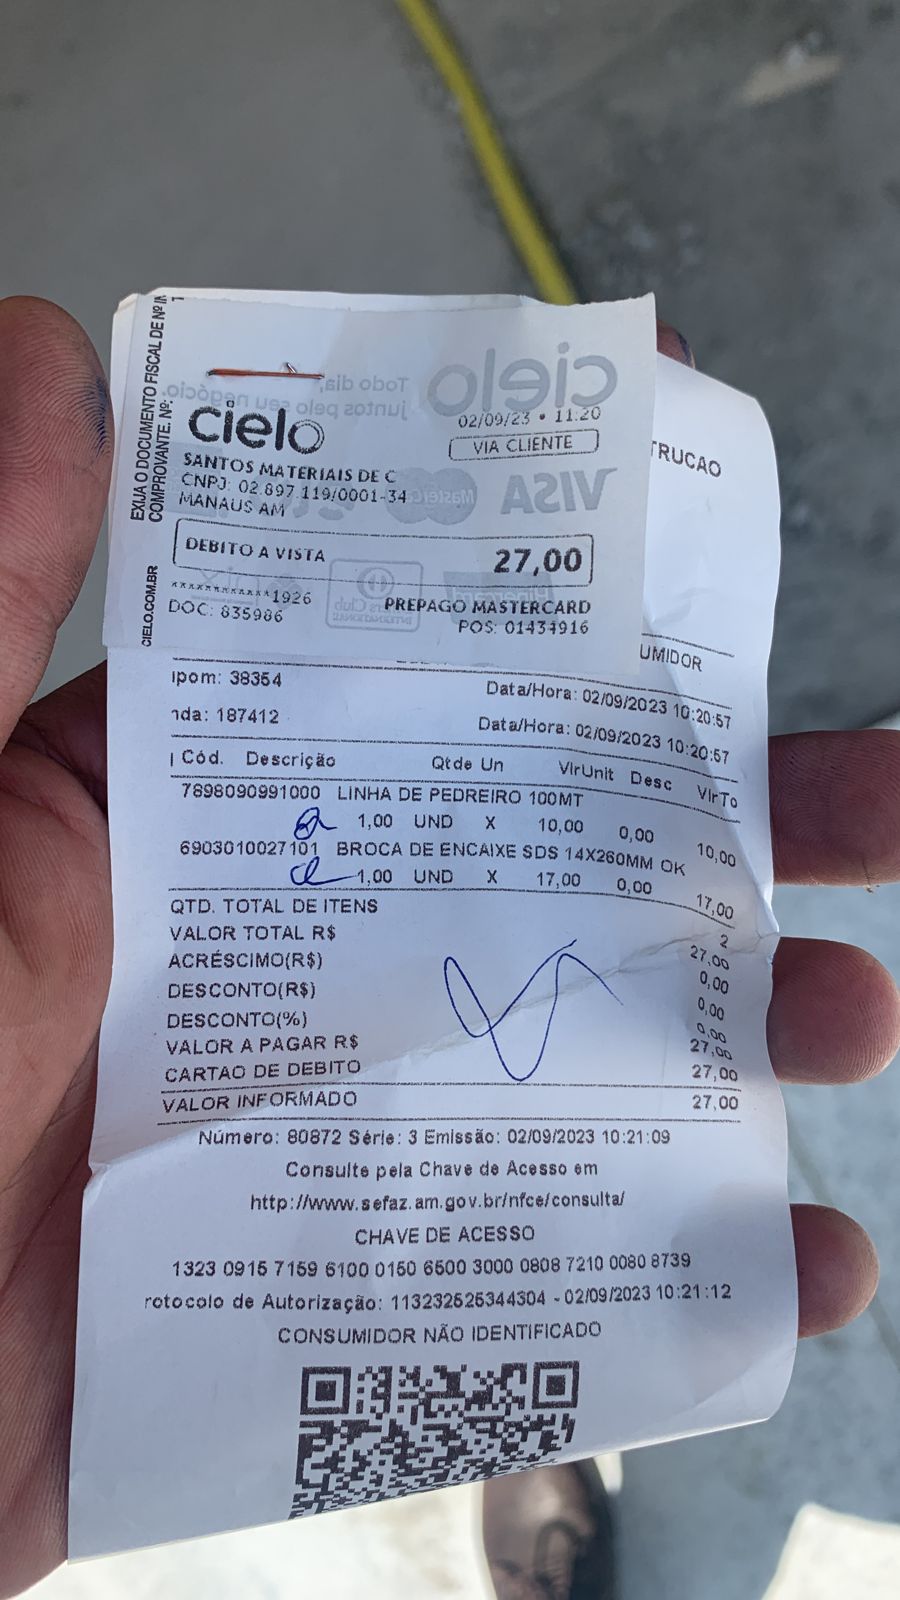 EXIJA O DOCUMENTO FISCAL DE Nº IN
COMPROVANTE. Nº:
CIELO.COM.BR
cielo
Todo dia,
juntos pelo seu negócio.
cielo
02/09/23 • 11:20
VIA CLIENTE
SANTOS MATERIAIS DE C
CNPJ: 02.897.119/0001-34
MANAUS AM
VISA
Mastercard
DEBITO A VISTA 27,00
************1926 PREPAGO MASTERCARD
DOC: 835986 POS: 01434916
TRUCAO
UMIDOR
ipom: 38354 Data/Hora: 02/09/2023 10:20:57
nda: 187412 Data/Hora: 02/09/2023 10:20:57
Cód. Descrição Qtde Un VlrUnit Desc VlrTo
7898090991000 LINHA DE PEDREIRO 100MT
1,00 UND X 10,00 0,00 10,00
6903010027101 BROCA DE ENCAIXE SDS 14X260MM OK
1,00 UND X 17,00 0,00 17,00
QTD. TOTAL DE ITENS 2
VALOR TOTAL R$ 27,00
ACRÉSCIMO(R$) 0,00
DESCONTO(R$) 0,00
DESCONTO(%) 0,00
VALOR A PAGAR R$ 27,00
CARTAO DE DEBITO 27,00
VALOR INFORMADO 27,00
Número: 80872 Série: 3 Emissão: 02/09/2023 10:21:09
Consulte pela Chave de Acesso em
http://www.sefaz.am.gov.br/nfce/consulta/
CHAVE DE ACESSO
1323 0915 7159 6100 0150 6500 3000 0808 7210 0080 8739
rotocolo de Autorização: 113232525344304 - 02/09/2023 10:21:12
CONSUMIDOR NÃO IDENTIFICADO